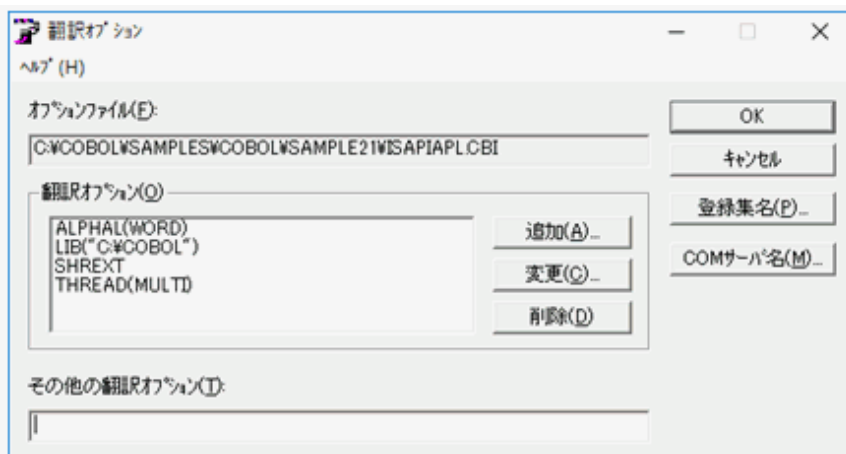 翻訳ｵﾌﾟｼｮﾝ
ﾍﾙﾌﾟ(H)
ｵﾌﾟｼｮﾝﾌｧｲﾙ(F):
C:¥COBOL¥SAMPLES¥COBOL¥SAMPLE21¥ISAPIAPL.CBI
翻訳ｵﾌﾟｼｮﾝ(O)
ALPHAL(WORD)
LIB("C:¥COBOL")
SHREXT
THREAD(MULTI)
追加(A)...
変更(C)...
削除(D)
その他の翻訳ｵﾌﾟｼｮﾝ(T):
OK
ｷｬﾝｾﾙ
登録集名(P)...
COMｻｰﾊﾞ名(M)...